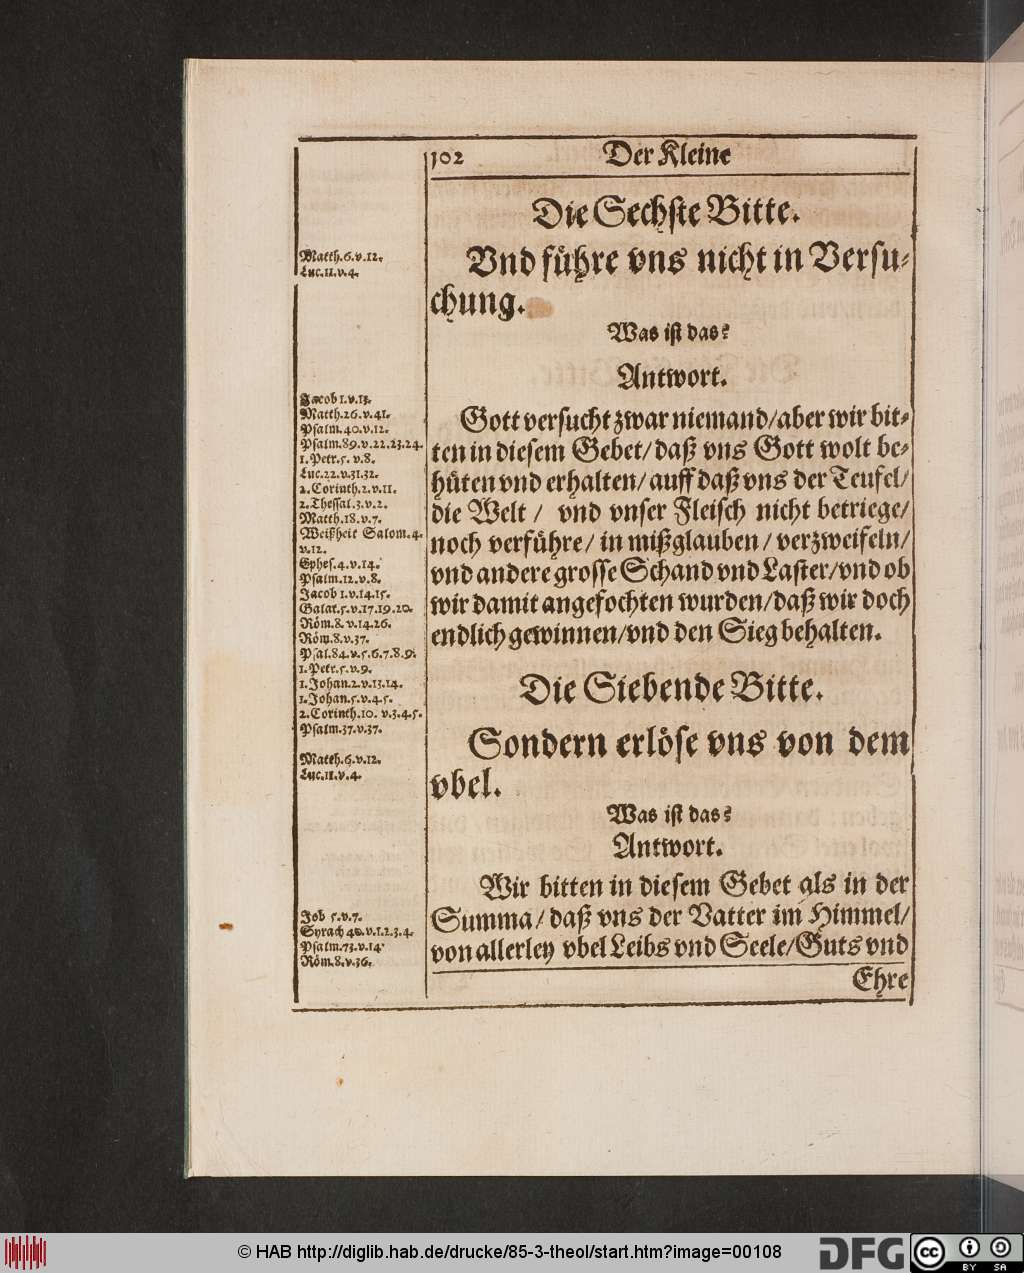 102
Der Kleine
Die Sechste Bitte.
Matth.6.v.12.
Luc.11.v.4.
Vnd führe vns nicht in Versu-
chung.
Was ist das?
Antwort.
Jacob 1.v.13.
Matth.26.v.41.
Psalm.40.v.12.
Psalm.89.v.22.23.24.
1.Petr.5.v.8.
Luc.22.v.31.32.
2.Corinth.2.v.11.
2.Thessal.3.v.2.
Matth.18.v.7.
Weißheit Salom.4.
v.12.
Ephes.4.v.14.
Psalm.12.v.8.
Jacob 1.v.14.15.
Galat.5.v.17.19.20.
Röm.8.v.14.26.
Röm.8.v.37.
Psal.84.v.5.6.7.8.9.
1.Petr.5.v.9.
1.Johan.2.v.13.14.
1.Johan.5.v.4.5.
2.Corinth.10.v.3.4.5.
Psalm.37.v.37.
Gott versucht zwar niemand/aber wir bit-
ten in diesem Gebet/daß vns Gott wolt be-
hüten vnd erhalten/auff daß vns der Teufel/
die Welt / vnd vnser Fleisch nicht betriege/
noch verführe/in mißglauben/verzweifeln/
vnd andere grosse Schand vnd Laster/vnd ob
wir damit angefochten wurden/daß wir doch
endlich gewinnen/vnd den Sieg behalten.
Die Siebende Bitte.
Matth.6.v.12.
Luc.11.v.4.
Sondern erlöse vns von dem
vbel.
Was ist das?
Antwort.
Job 5.v.7.
Syrach 40.v.1.2.3.4.
Psalm.73.v.14.
Röm.8.v.36.
Wir bitten in diesem Gebet als in der
Summa/daß vns der Vatter im Himmel/
von allerley vbel Leibs vnd Seele/Guts vnd
Ehre
© HAB http://diglib.hab.de/drucke/85-3-theol/start.htm?image=00108
DFG
cc
BY SA